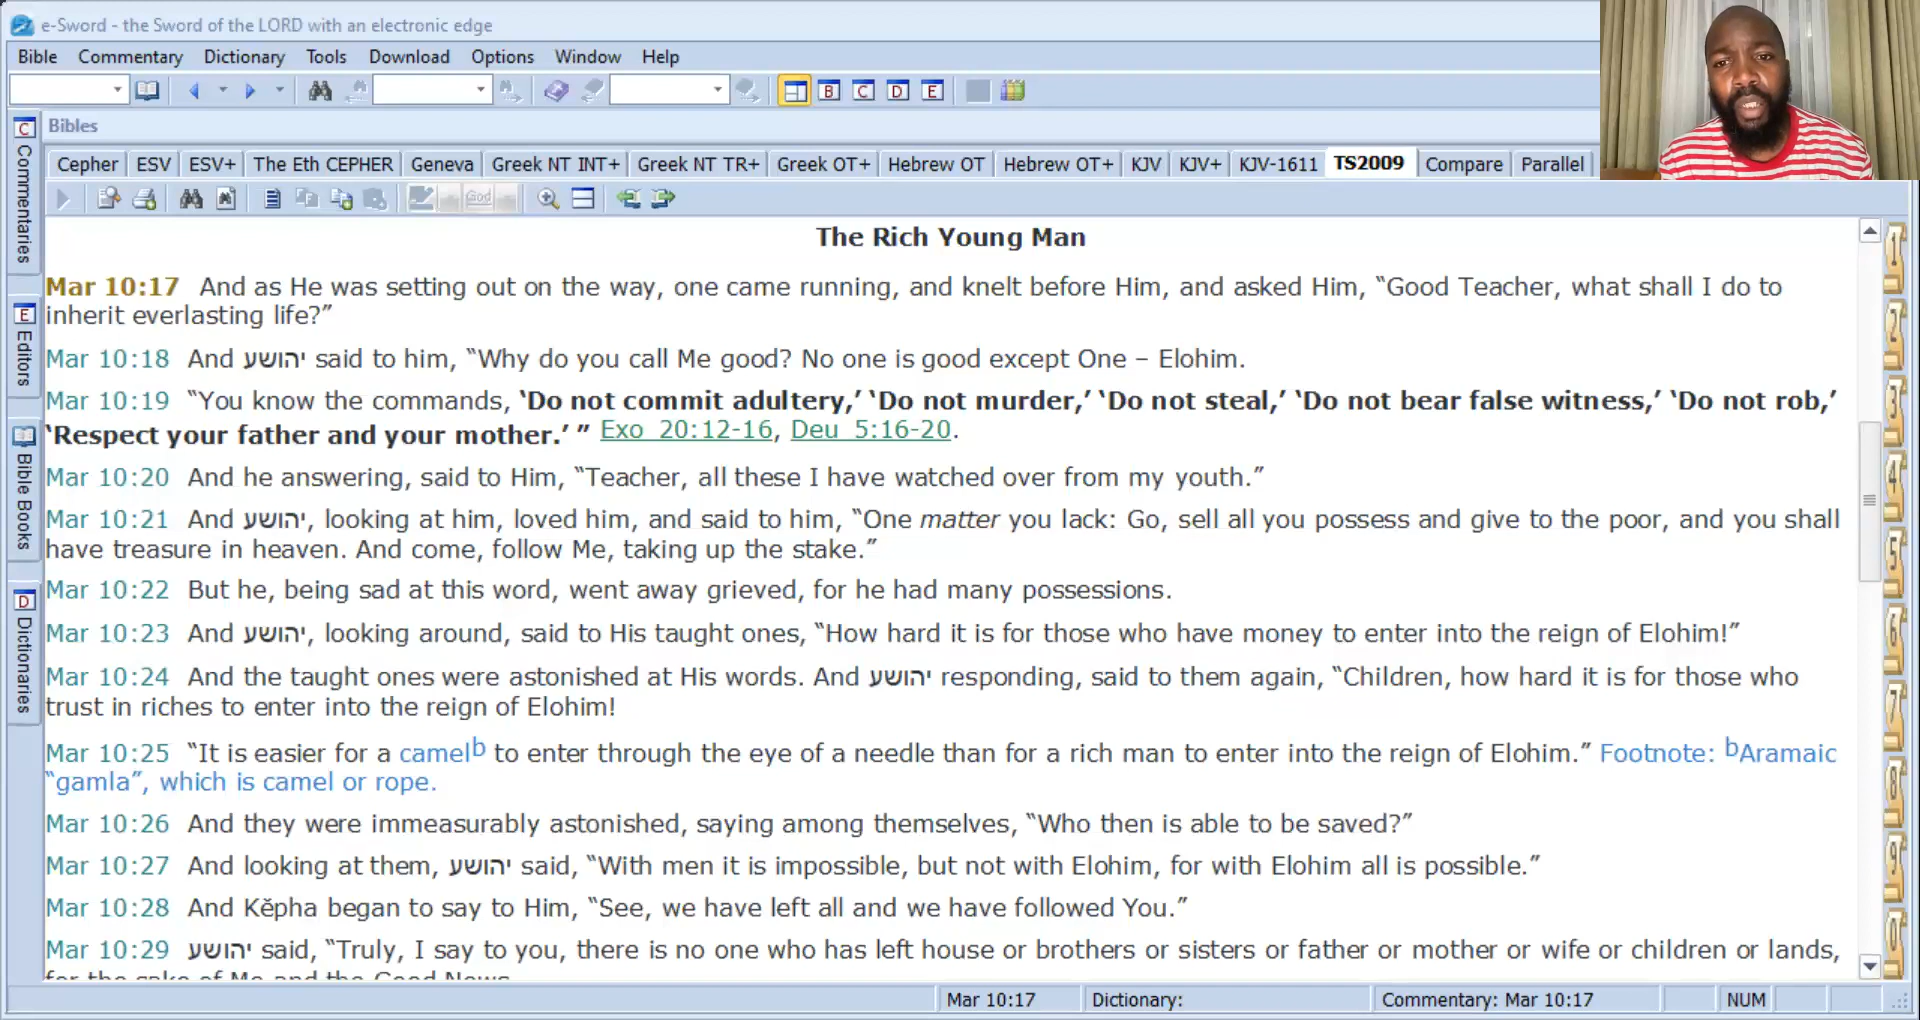 e-Sword - the Sword of the LORD with an electronic edge
Bible Commentary Dictionary Tools Download Options Window Help
B C D E
Bibles
Cepher ESV ESV+ The Eth CEPHER Geneva Greek NT INT+ Greek NT TR+ Greek OT+ Hebrew OT Hebrew OT+ KJV KJV+ KJV-1611 TS2009 Compare Parallel
God
C Commentaries
E Editors
Bible Books
D Dictionaries
The Rich Young Man
Mar 10:17 And as He was setting out on the way, one came running, and knelt before Him, and asked Him, “Good Teacher, what shall I do to
inherit everlasting life?”
Mar 10:18 And יהושע said to him, “Why do you call Me good? No one is good except One – Elohim.
Mar 10:19 “You know the commands, ‘Do not commit adultery,’ ‘Do not murder,’ ‘Do not steal,’ ‘Do not bear false witness,’ ‘Do not rob,’
‘Respect your father and your mother.’ ” Exo_20:12-16, Deu_5:16-20.
Mar 10:20 And he answering, said to Him, “Teacher, all these I have watched over from my youth.”
Mar 10:21 And יהושע, looking at him, loved him, and said to him, “One matter you lack: Go, sell all you possess and give to the poor, and you shall
have treasure in heaven. And come, follow Me, taking up the stake.”
Mar 10:22 But he, being sad at this word, went away grieved, for he had many possessions.
Mar 10:23 And יהושע, looking around, said to His taught ones, “How hard it is for those who have money to enter into the reign of Elohim!”
Mar 10:24 And the taught ones were astonished at His words. And יהושע responding, said to them again, “Children, how hard it is for those who
trust in riches to enter into the reign of Elohim!
Mar 10:25 “It is easier for a camelb to enter through the eye of a needle than for a rich man to enter into the reign of Elohim.” Footnote: bAramaic
“gamla”, which is camel or rope.
Mar 10:26 And they were immeasurably astonished, saying among themselves, “Who then is able to be saved?”
Mar 10:27 And looking at them, יהושע said, “With men it is impossible, but not with Elohim, for with Elohim all is possible.”
Mar 10:28 And Kĕpha began to say to Him, “See, we have left all and we have followed You.”
Mar 10:29 יהושע said, “Truly, I say to you, there is no one who has left house or brothers or sisters or father or mother or wife or children or lands,
for the sake of Me and the Good News,
1
2
3
4
5
6
7
8
9
0
Mar 10:17 Dictionary: Commentary: Mar 10:17 NUM